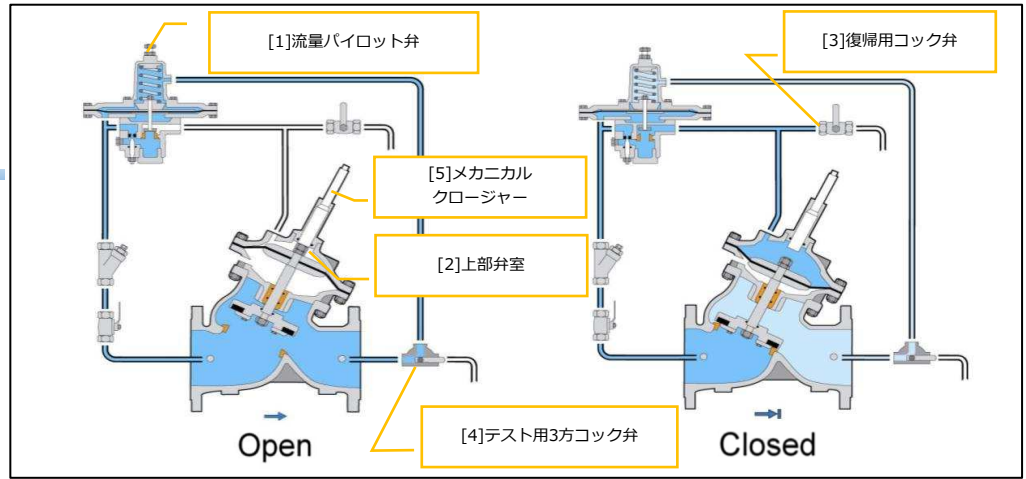 [1]流量パイロット弁
[3]復帰用コック弁
[5]メカニカル
クロージャー
[2]上部弁室
[4]テスト用3方コック弁
Open
Closed